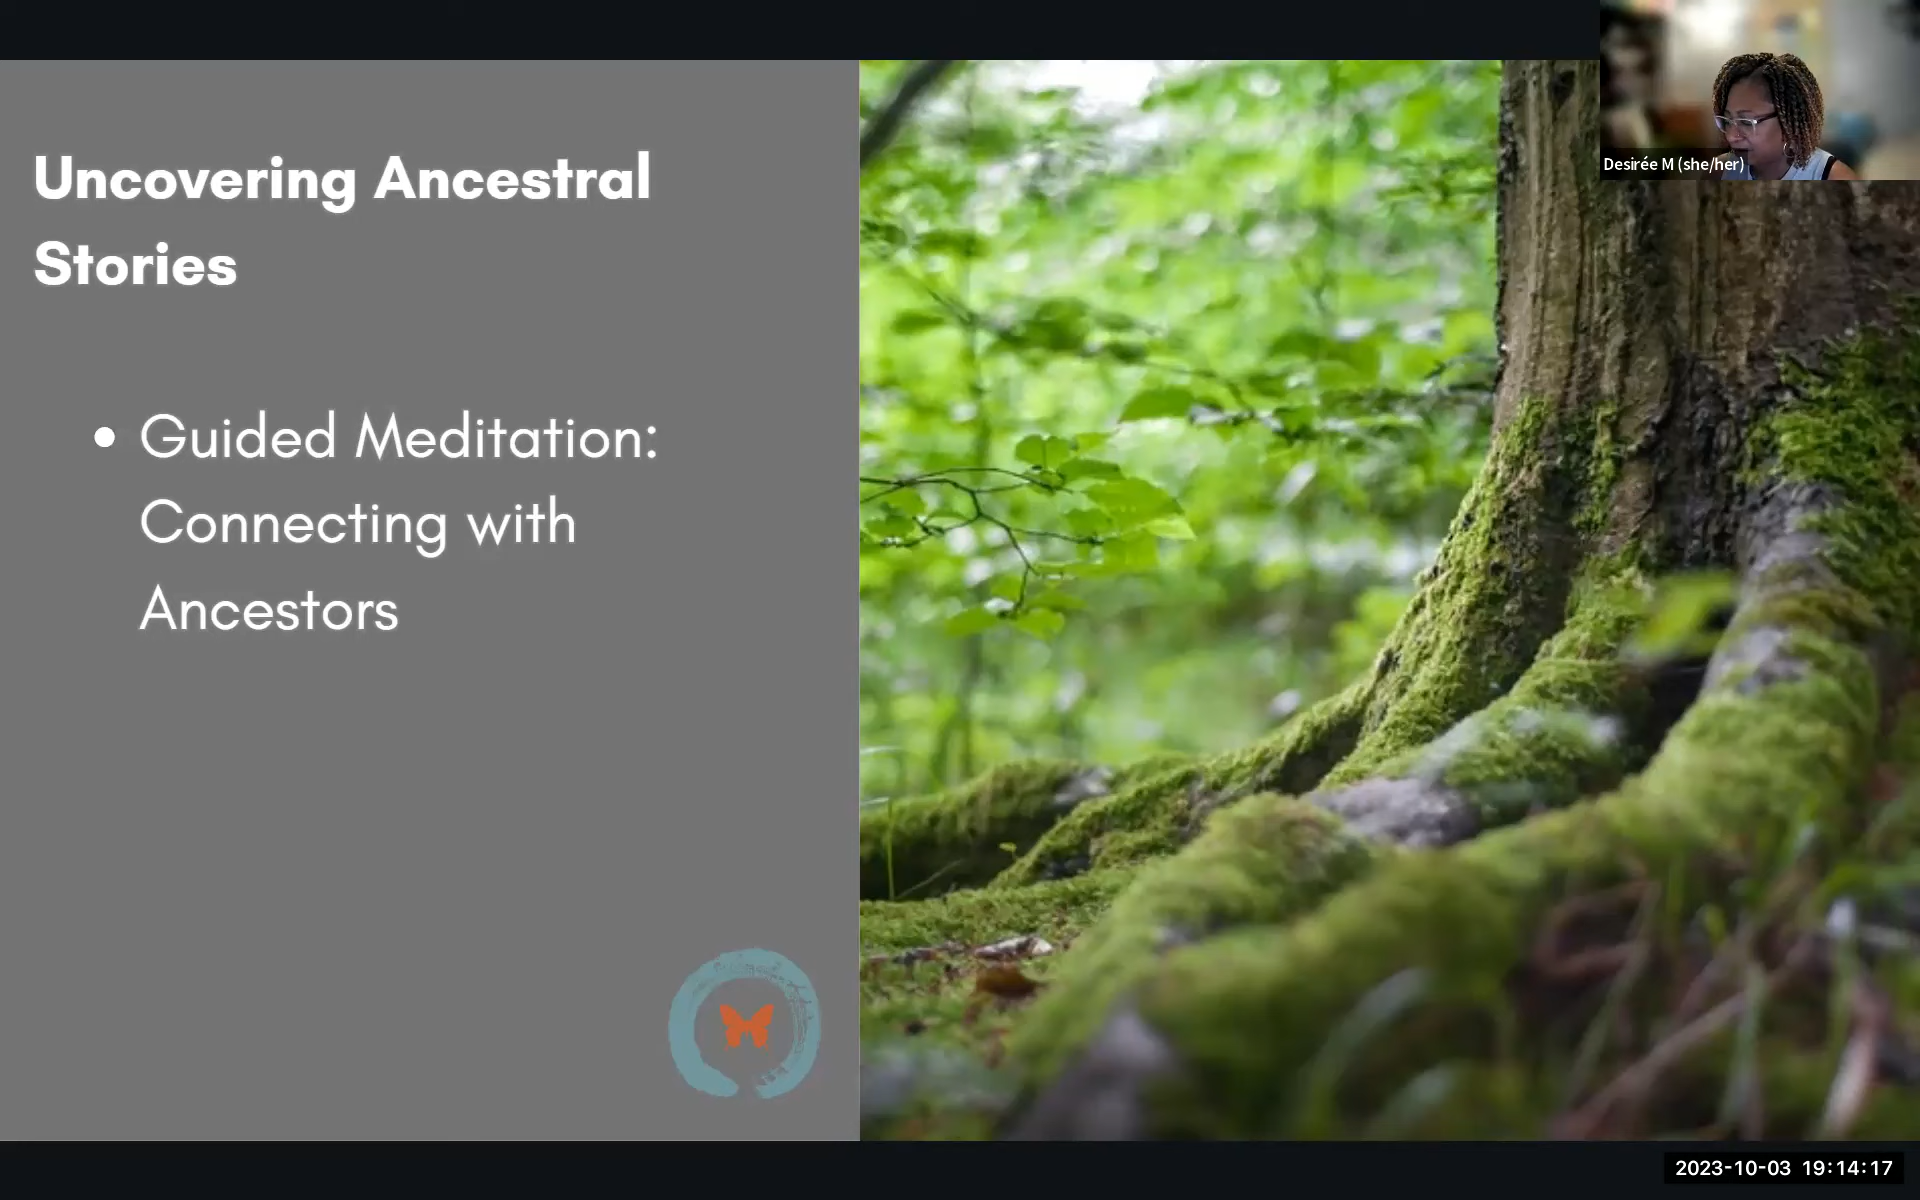 Desirée M (she/her)
Uncovering Ancestral
Stories
• Guided Meditation:
Connecting with
Ancestors
2023-10-03 19:14:17